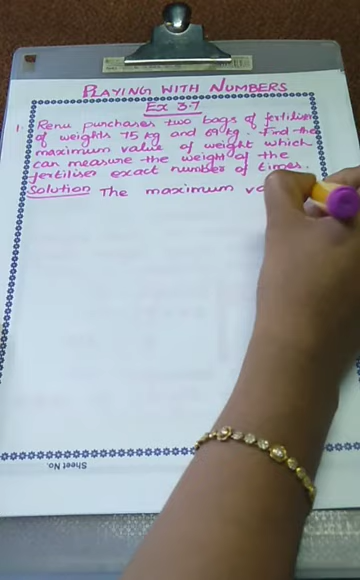 PLAYING WITH NUMBERS
Ex 3.7
1. Renu purchases two bags of fertiliser
of weights 75 kg and 69 kg. Find the
maximum value of weight which
can measure the weight of the
fertiliser exact number of times.
Solution The maximum va
Sheet No.